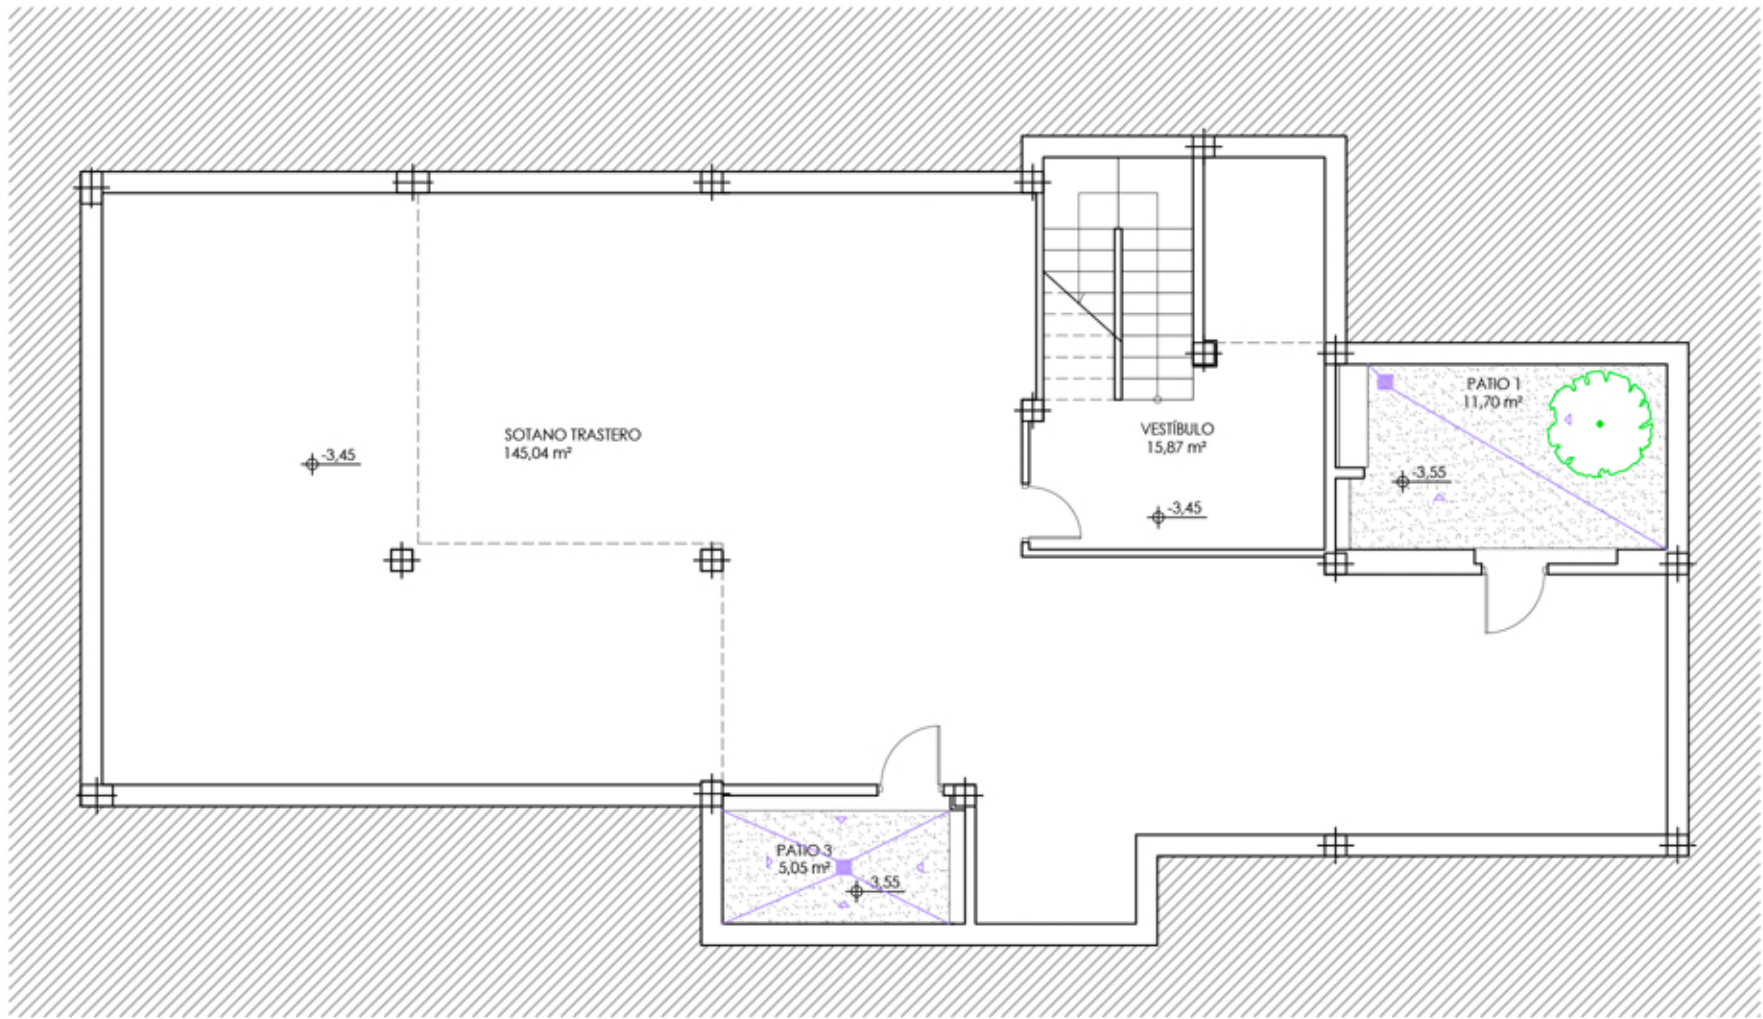 PATIO 1
11,70 m²
VESTÍBULO
15,87 m²
SOTANO TRASTERO
145,04 m²
-3,45
-3,55
-3,45
PATIO 3
5,05 m²
-3,55